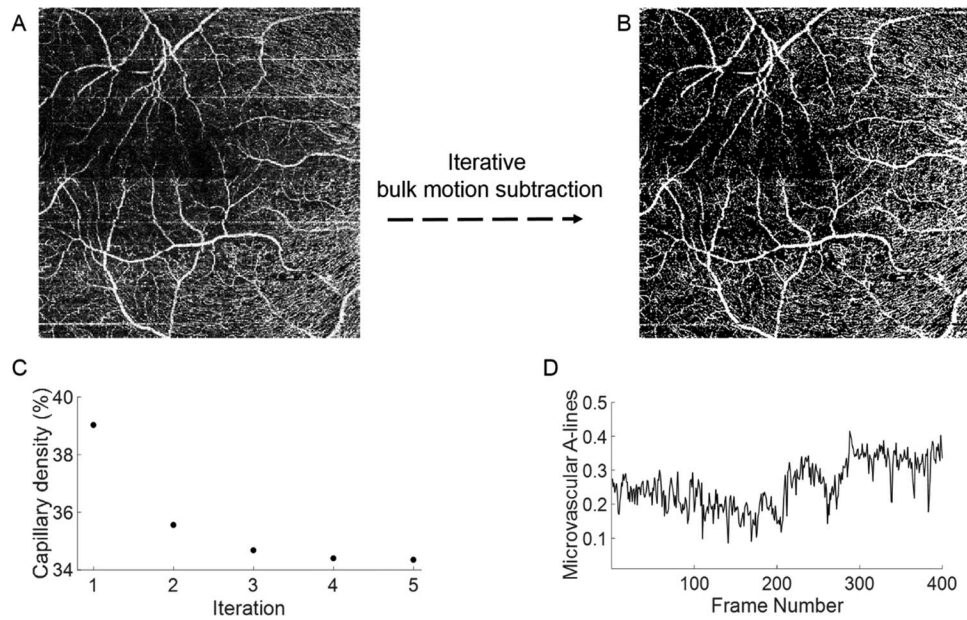 A
B
Iterative
bulk motion subtraction
C
D
Capillary density (%)
40
38
36
34
1 2 3 4 5
Iteration
Microvascular A-lines
0.5
0.4
0.3
0.2
0.1
100 200 300 400
Frame Number